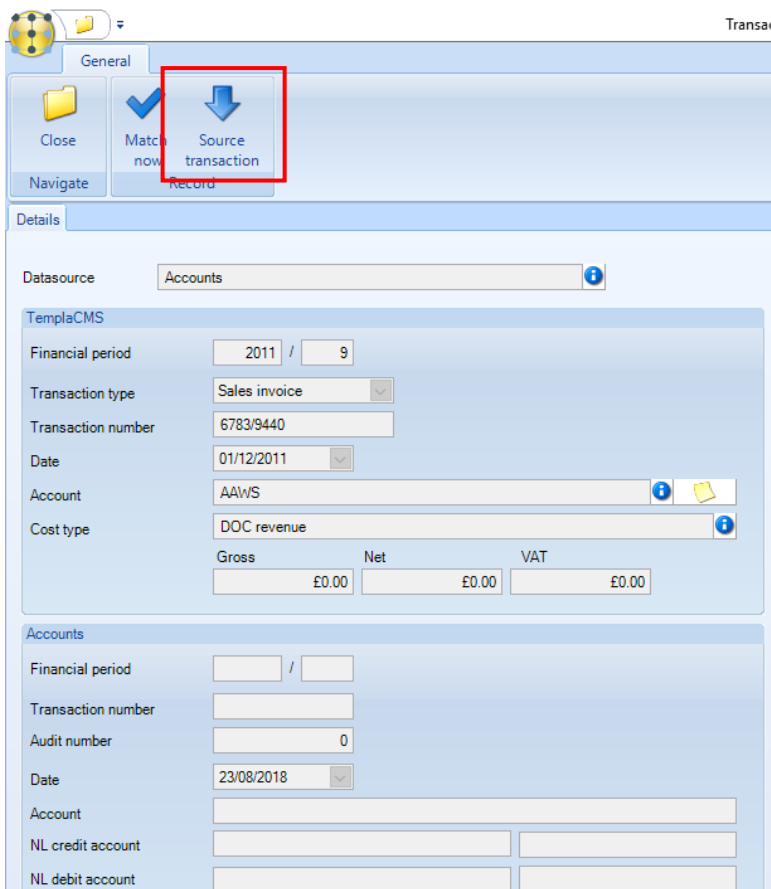 Transac
General
Close
Match now
Source transaction
Navigate
Record
Details
Datasource Accounts
TemplaCMS
Financial period 2011 / 9
Transaction type Sales invoice
Transaction number 6783/9440
Date 01/12/2011
Account AAWS
Cost type DOC revenue
Gross Net VAT
£0.00 £0.00 £0.00
Accounts
Financial period /
Transaction number
Audit number 0
Date 23/08/2018
Account
NL credit account
NL debit account